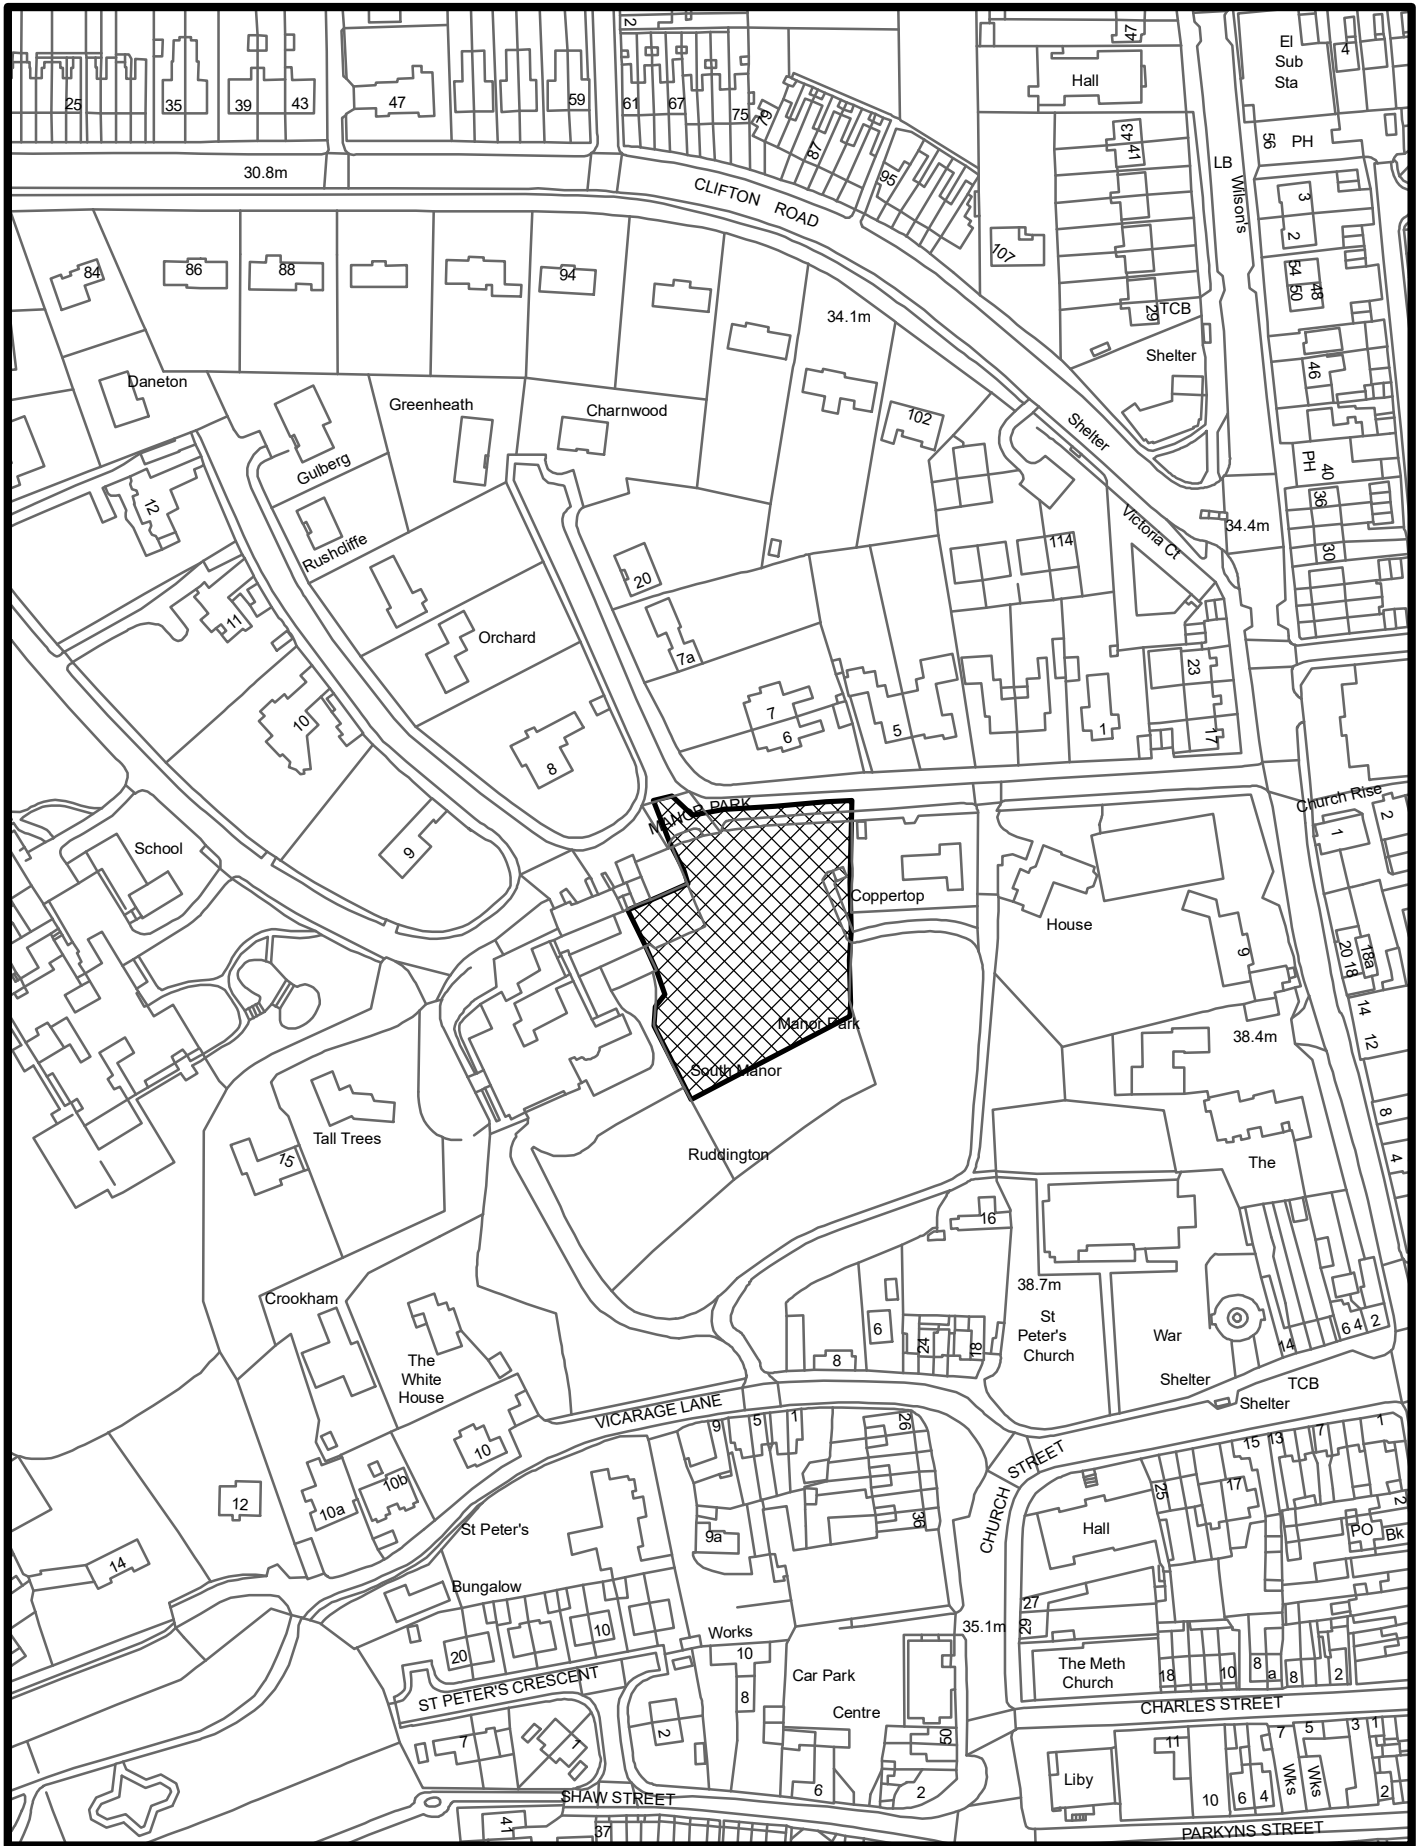 2
47
El
Sub
Sta
4
Hall
25
35
39
43
47
59
61
67
75
79
87
95
43
41
56
PH
LB
Wilson's
30.8m
CLIFTON ROAD
3
2
107
84
86
88
94
54
50
48
34.1m
29
TCB
Shelter
46
Daneton
Greenheath
Charnwood
102
Shelter
Gulberg
PH
40
36
12
Rushcliffe
Victoria Ct
34.4m
114
30
20
11
Orchard
7a
23
10
7
6
5
1
17
8
MANOR PARK
Church Rise
2
1
School
9
Coppertop
House
9
20
18
18a
Manor Park
14
12
38.4m
South Manor
Tall Trees
15
Ruddington
8
4
The
16
38.7m
Crookham
6
St
Peter's
Church
War
6
4
2
24
18
14
The
White
House
8
Shelter
TCB
Shelter
VICARAGE LANE
9
5
1
26
CHURCH STREET
15
13
7
1
10
10b
10a
12
25
17
2
36
St Peter's
9a
Hall
PO
Bk
14
Bungalow
27
29
35.1m
Works
10
20
10
The Meth
Church
18
10
8
a
8
2
Car Park
8
ST PETER'S CRESCENT
CHARLES STREET
Centre
2
7
1
50
11
7
5
3
1
Liby
Wks
Wks
6
2
10
6
4
2
SHAW STREET
41
37
PARKYNS STREET